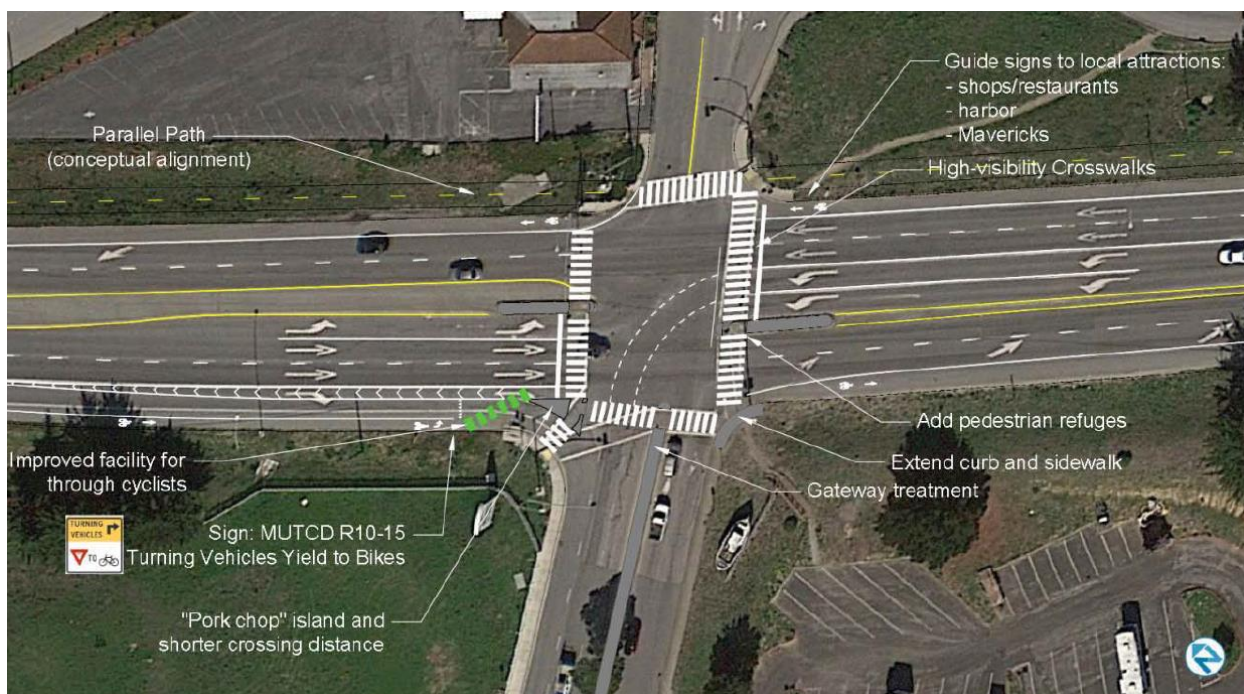 Guide signs to local attractions:
- shops/restaurants
- harbor
- Mavericks
Parallel Path
(conceptual alignment)
High-visibility Crosswalks
Add pedestrian refuges
Improved facility for
through cyclists
Extend curb and sidewalk
Gateway treatment
Sign: MUTCD R10-15
Turning Vehicles Yield to Bikes
TURNING
VEHICLES
TO
"Pork chop" island and
shorter crossing distance